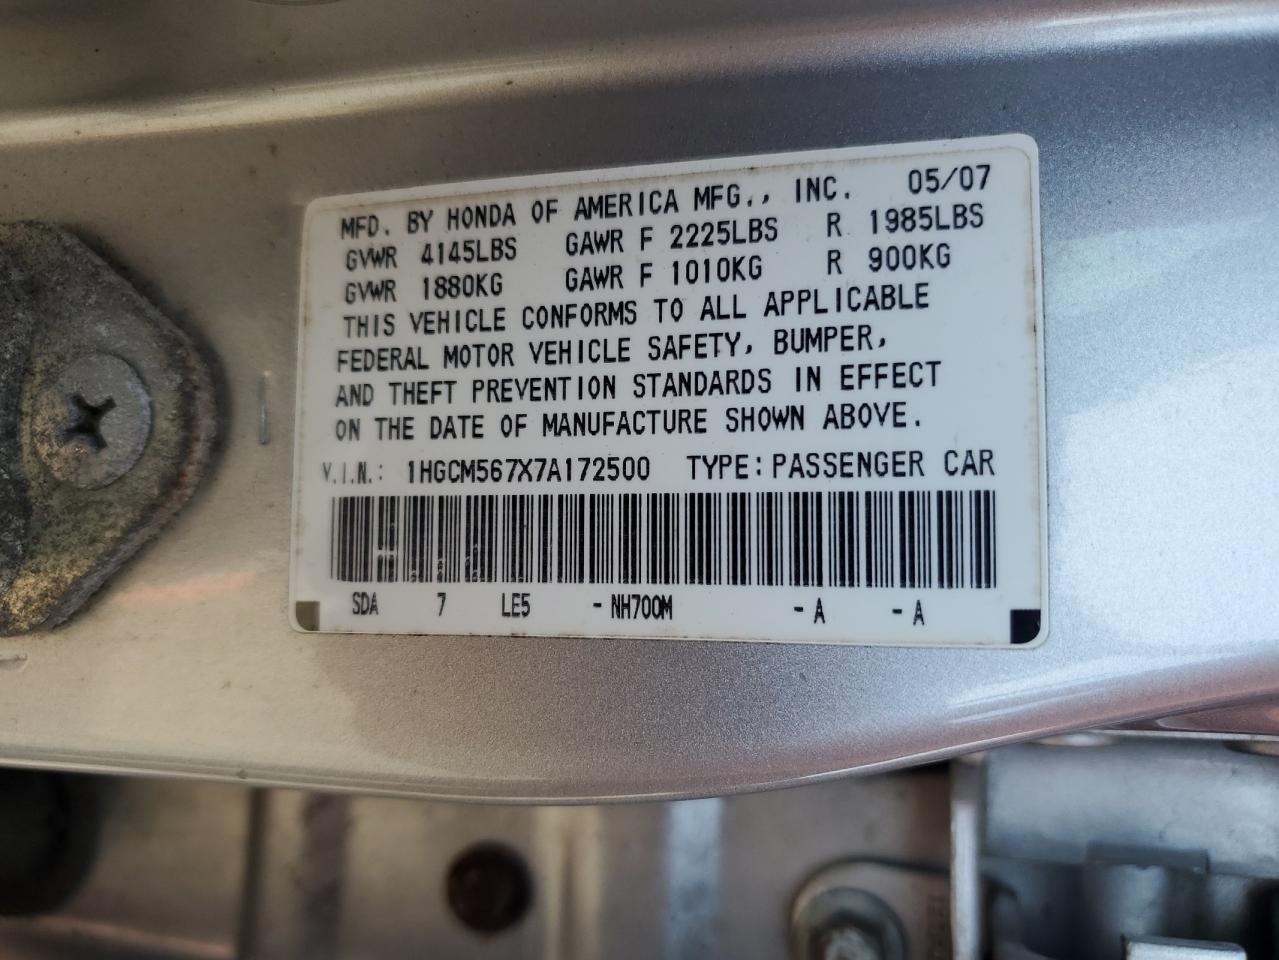 MFD. BY HONDA OF AMERICA MFG., INC. 05/07
GVWR 4145LBS GAWR F 2225LBS R 1985LBS
GVWR 1880KG GAWR F 1010KG R 900KG
THIS VEHICLE CONFORMS TO ALL APPLICABLE
FEDERAL MOTOR VEHICLE SAFETY, BUMPER,
AND THEFT PREVENTION STANDARDS IN EFFECT
ON THE DATE OF MANUFACTURE SHOWN ABOVE.
V.I.N.: 1HGCM567X7A172500 TYPE: PASSENGER CAR
SDA 7 LE5 -NH700M -A -A